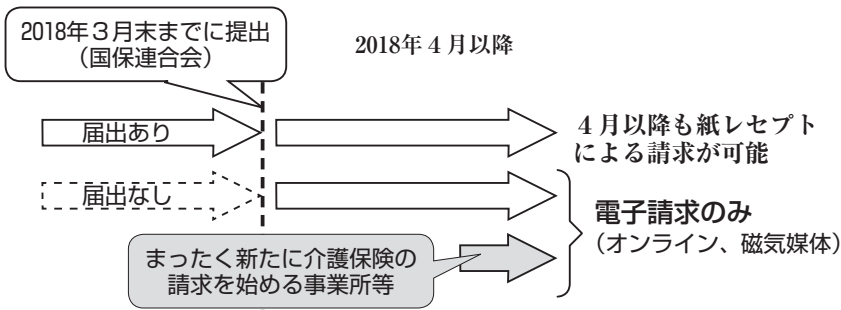 2018年３月末までに提出
（国保連合会）
2018年４月以降
届出あり
４月以降も紙レセプト
による請求が可能
届出なし
電子請求のみ
（オンライン、磁気媒体）
まったく新たに介護保険の
請求を始める事業所等